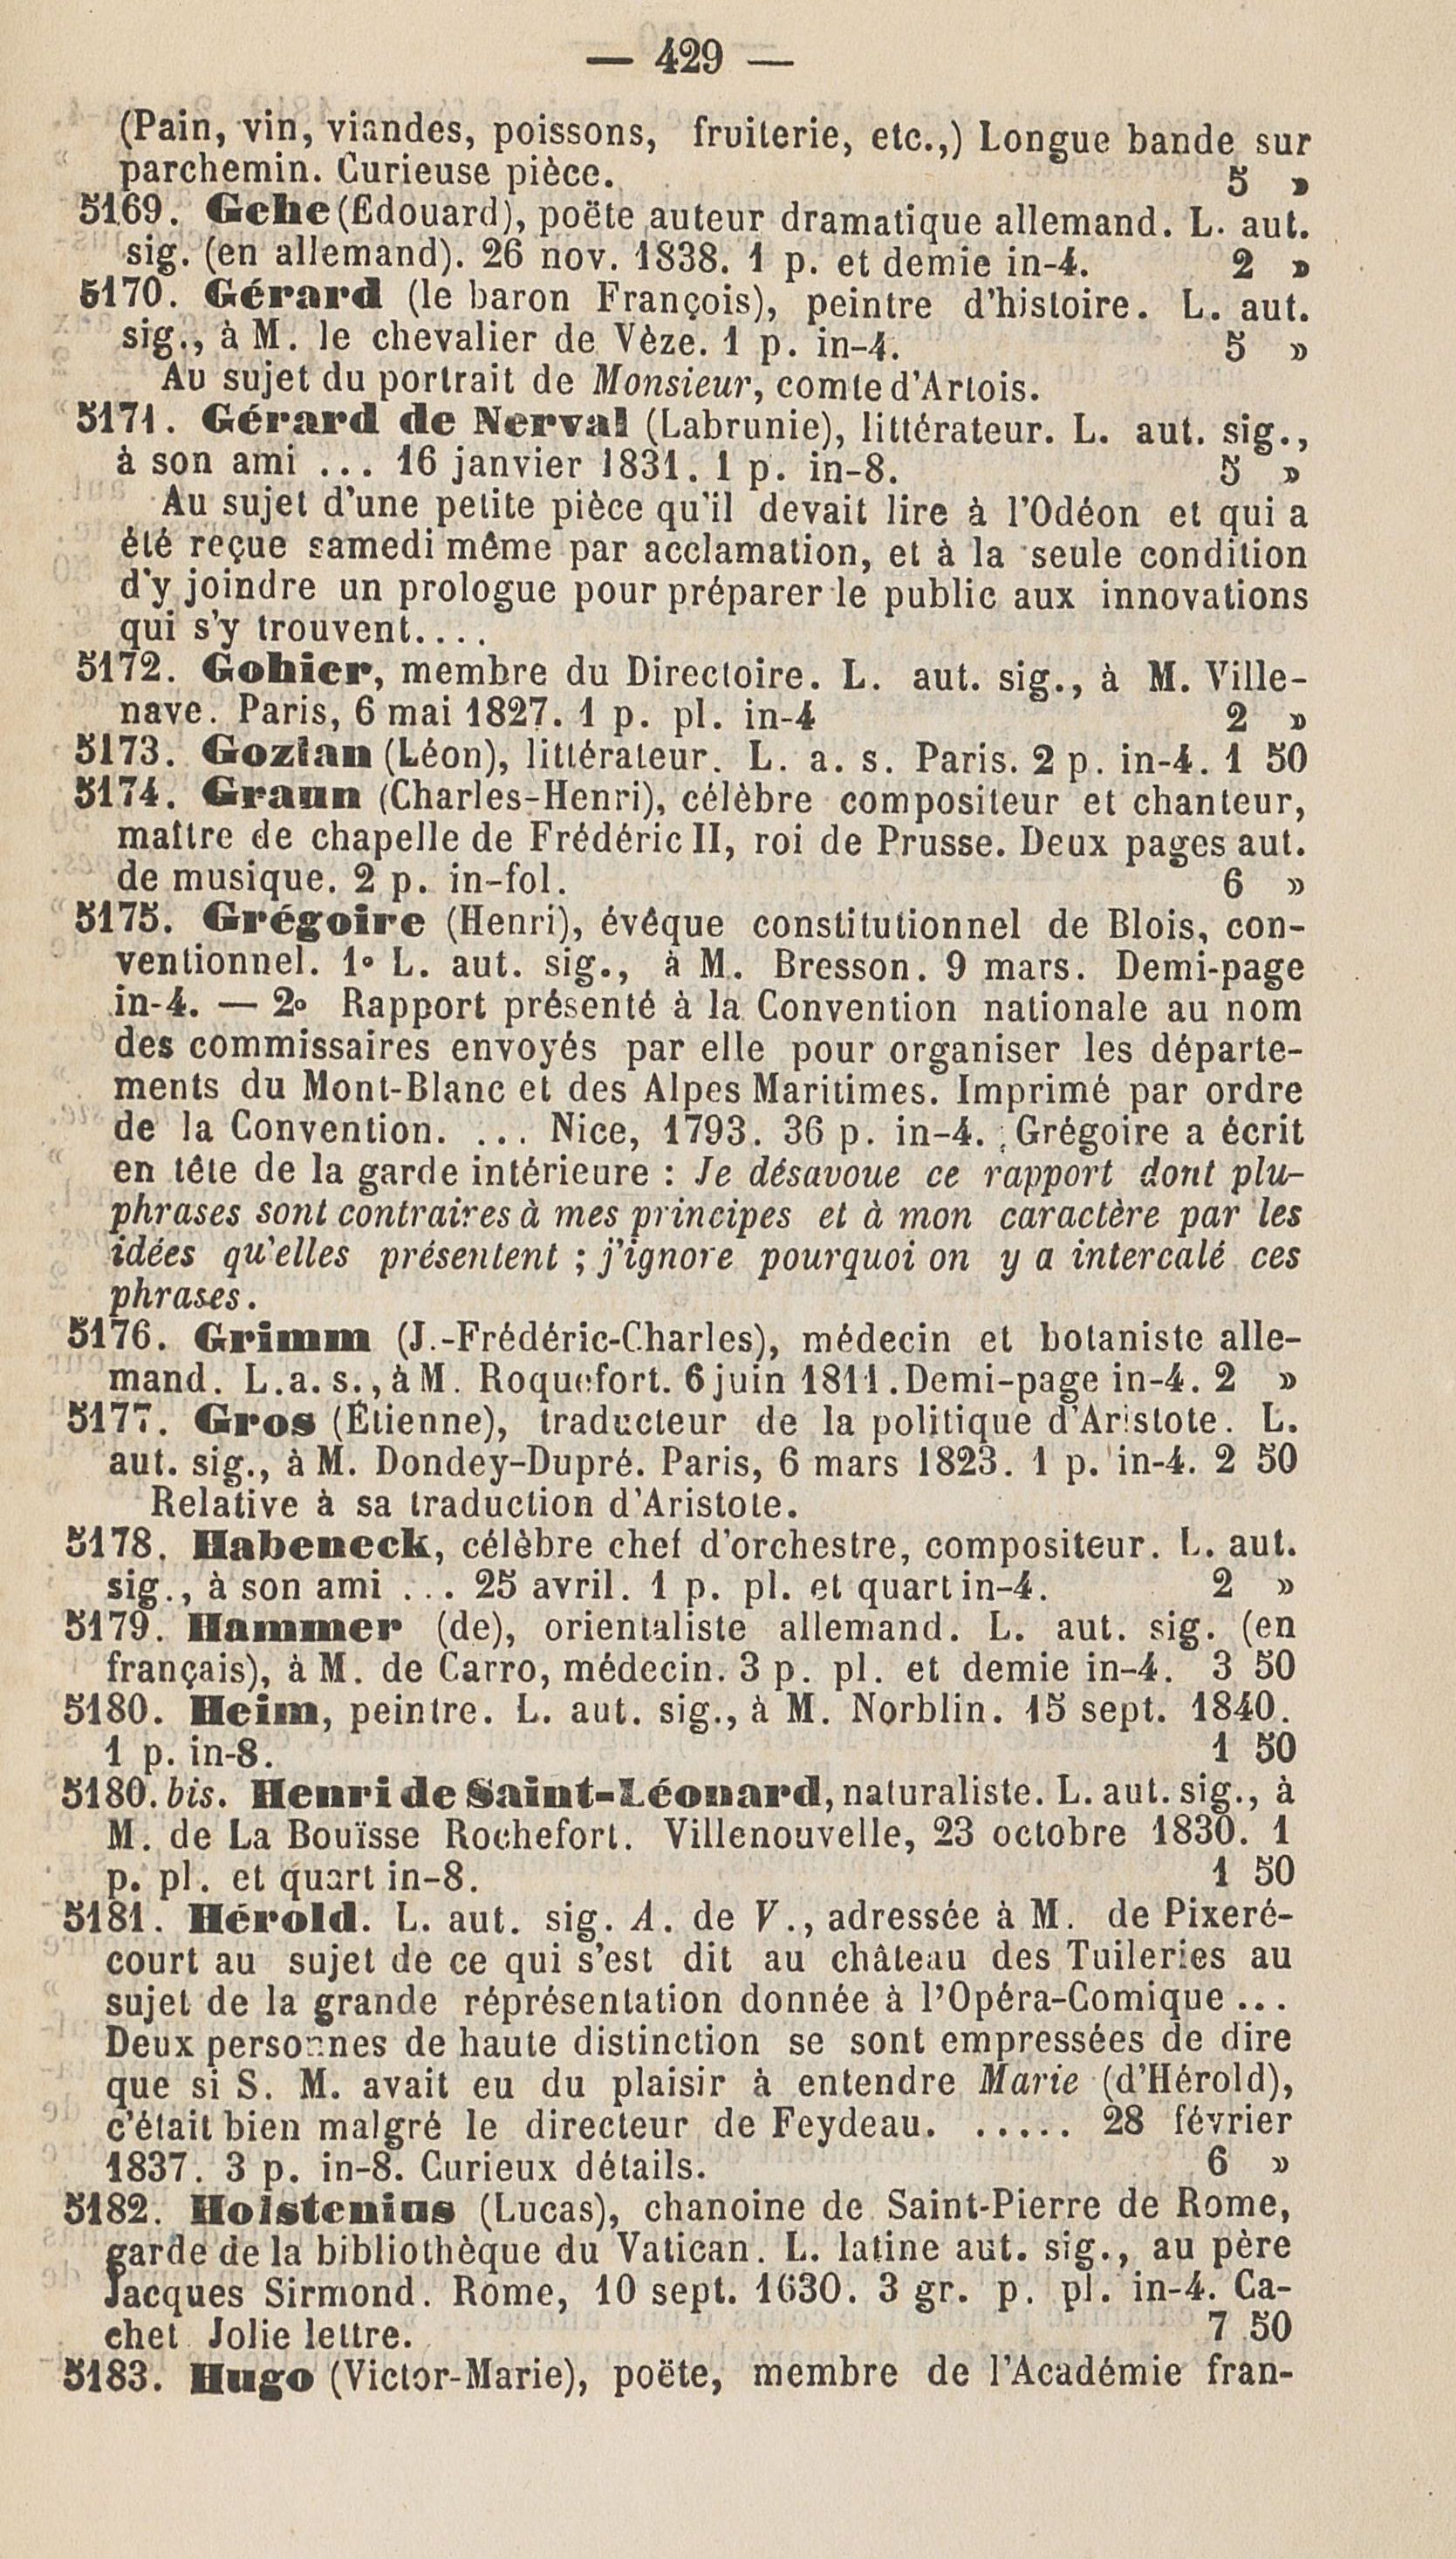 — 429 —
(Pain, vin, viandes, poissons, fruiterie, etc.,) Longue bande sur
parchemin. Curieuse pièce. 5 »
5169. Gehe (Édouard), poëte auteur dramatique allemand. L. aut.
sig. (en allemand). 26 nov. 1838. 1 p. et demie in-4. 2 »
5170. Gérard (le baron François), peintre d'histoire. L. aut.
sig., à M. le chevalier de Vèze. 1 p. in-4. 5 »
Au sujet du portrait de Monsieur, comte d'Artois.
5171. Gérard de Nerval (Labrunie), littérateur. L. aut. sig.,
à son ami ... 16 janvier 1831. 1 p. in-8. 5 »
Au sujet d'une petite pièce qu'il devait lire à l'Odéon et qui a
été reçue samedi même par acclamation, et à la seule condition
d'y joindre un prologue pour préparer le public aux innovations
qui s'y trouvent....
5172. Gohier, membre du Directoire. L. aut. sig., à M. Ville-
nave. Paris, 6 mai 1827. 1 p. pl. in-4 2 »
5173. Gozlan (Léon), littérateur. L. a. s. Paris. 2 p. in-4. 1 50
5174. Graun (Charles-Henri), célèbre compositeur et chanteur,
maître de chapelle de Frédéric II, roi de Prusse. Deux pages aut.
de musique. 2 p. in-fol. 6 »
5175. Grégoire (Henri), évêque constitutionnel de Blois, con-
ventionnel. 1º L. aut. sig., à M. Bresson. 9 mars. Demi-page
in-4. — 2º Rapport présenté à la Convention nationale au nom
des commissaires envoyés par elle pour organiser les départe-
ments du Mont-Blanc et des Alpes Maritimes. Imprimé par ordre
de la Convention. ... Nice, 1793. 36 p. in-4. Grégoire a écrit
en tête de la garde intérieure : Je désavoue ce rapport dont plu-
phrases sont contraires à mes principes et à mon caractère par les
idées qu'elles présentent ; j'ignore pourquoi on y a intercalé ces
phrases.
5176. Grimm (J.-Frédéric-Charles), médecin et botaniste alle-
mand. L. a. s., à M. Roquefort. 6 juin 1811. Demi-page in-4. 2 »
5177. Gros (Étienne), traducteur de la politique d'Aristote. L.
aut. sig., à M. Dondey-Dupré. Paris, 6 mars 1823. 1 p. in-4. 2 50
Relative à sa traduction d'Aristote.
5178. Habeneck, célèbre chef d'orchestre, compositeur. L. aut.
sig., à son ami ... 25 avril. 1 p. pl. et quart in-4. 2 »
5179. Hammer (de), orientaliste allemand. L. aut. sig. (en
français), à M. de Carro, médecin. 3 p. pl. et demie in-4. 3 50
5180. Heim, peintre. L. aut. sig., à M. Norblin. 15 sept. 1840.
1 p. in-8. 1 50
5180. bis. Henri de Saint-Léonard, naturaliste. L. aut. sig., à
M. de La Bouïsse Rochefort. Villenouvelle, 23 octobre 1830. 1
p. pl. et quart in-8. 1 50
5181. Hérold. L. aut. sig. A. de V., adressée à M. de Pixeré-
court au sujet de ce qui s'est dit au château des Tuileries au
sujet de la grande réprésentation donnée à l'Opéra-Comique ...
Deux personnes de haute distinction se sont empressées de dire
que si S. M. avait eu du plaisir à entendre Marie (d'Hérold),
c'était bien malgré le directeur de Feydeau. ..... 28 février
1837. 3 p. in-8. Curieux détails. 6 »
5182. Holstenius (Lucas), chanoine de Saint-Pierre de Rome,
garde de la bibliothèque du Vatican. L. latine aut. sig., au père
Jacques Sirmond. Rome, 10 sept. 1630. 3 gr. p. pl. in-4. Ca-
chet Jolie lettre. 7 50
5183. Hugo (Victor-Marie), poëte, membre de l'Académie fran-